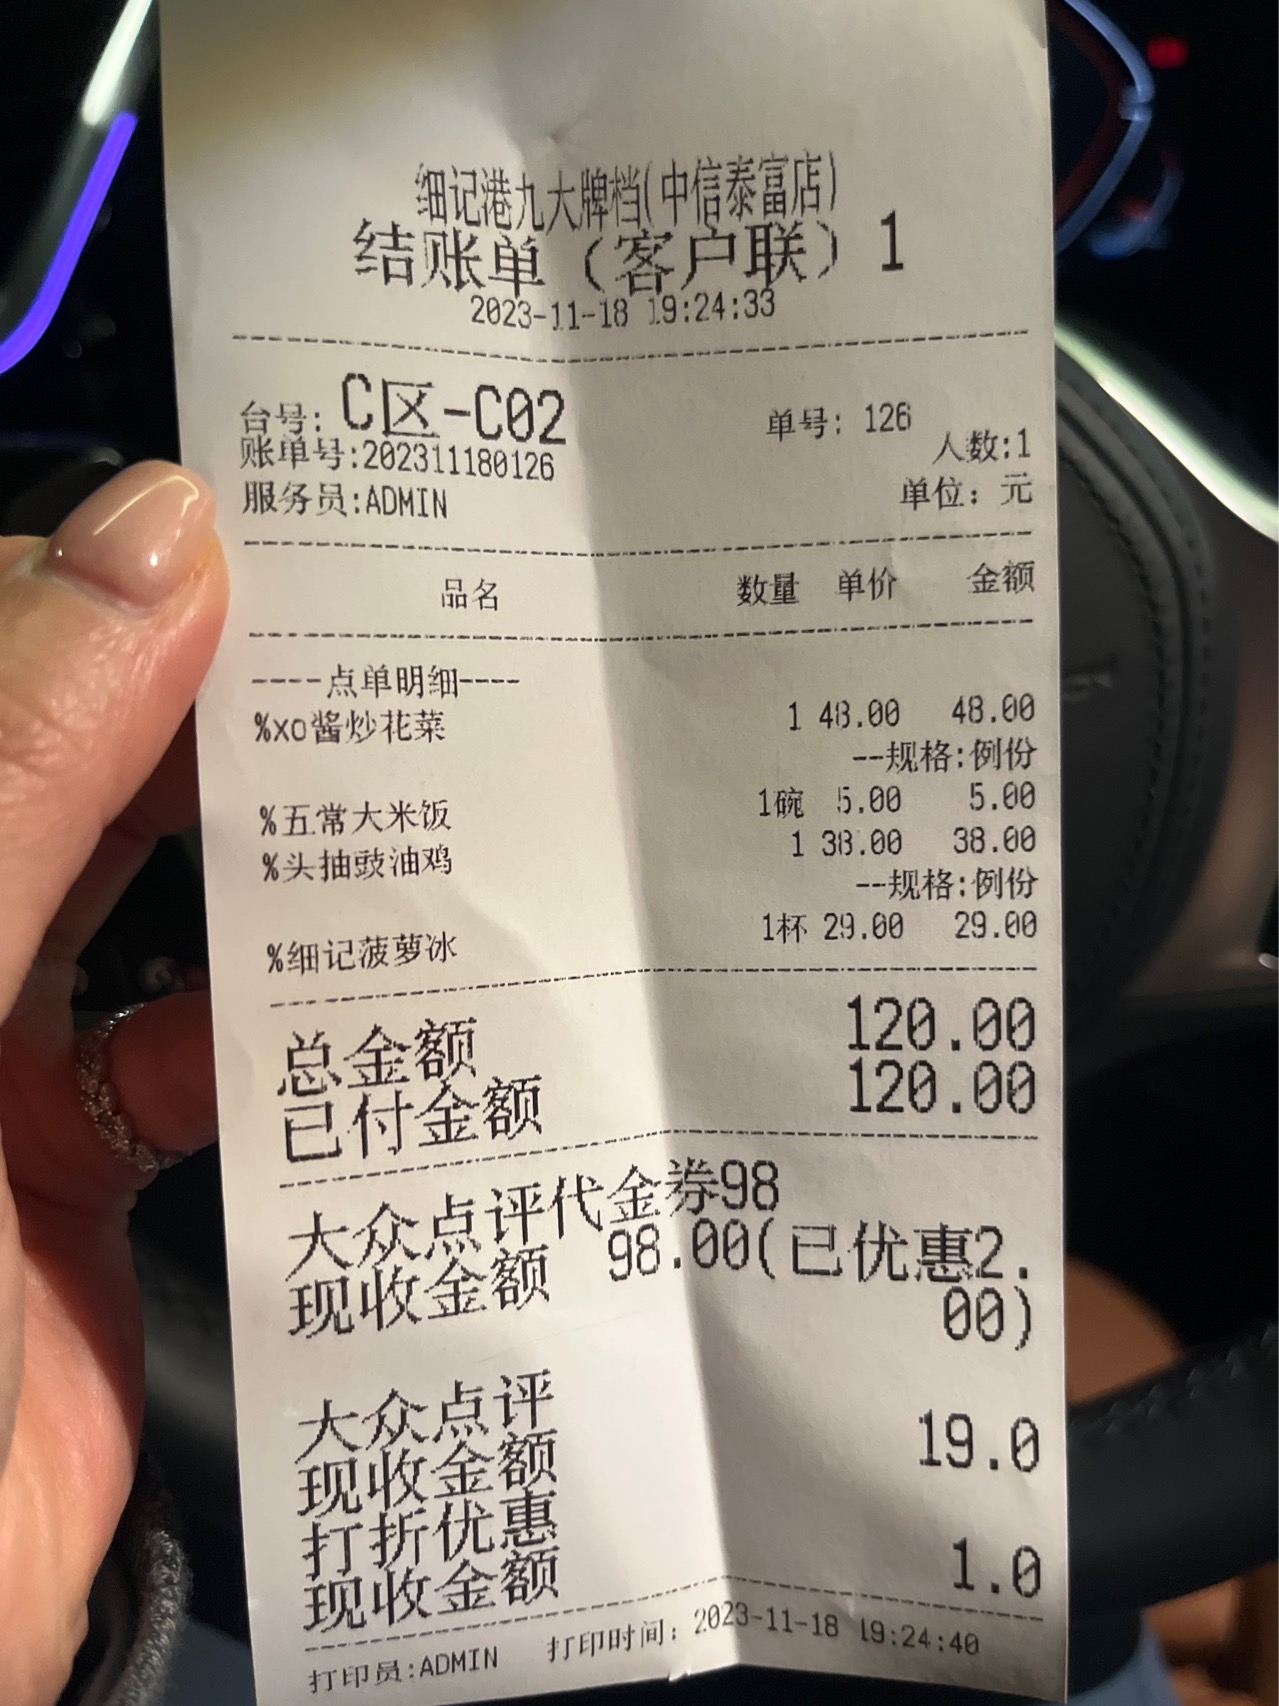 细记港九大牌档(中信泰富店)
结账单（客户联）1
2023-11-18 19:24:33
台号: C区-C02 单号: 126
账单号:202311180126 人数:1
服务员:ADMIN 单位: 元
品名 数量 单价 金额
----点单明细----
%xo酱炒花菜 1 48.00 48.00
--规格:例份
%五常大米饭 1碗 5.00 5.00
%头抽豉油鸡 1 38.00 38.00
--规格:例份
%细记菠萝冰 1杯 29.00 29.00
总金额 120.00
已付金额 120.00
大众点评代金券98
现收金额 98.00(已优惠2.
00)
大众点评
现收金额 19.0
打折优惠
现收金额 1.0
打印员:ADMIN 打印时间: 2023-11-18 19:24:40